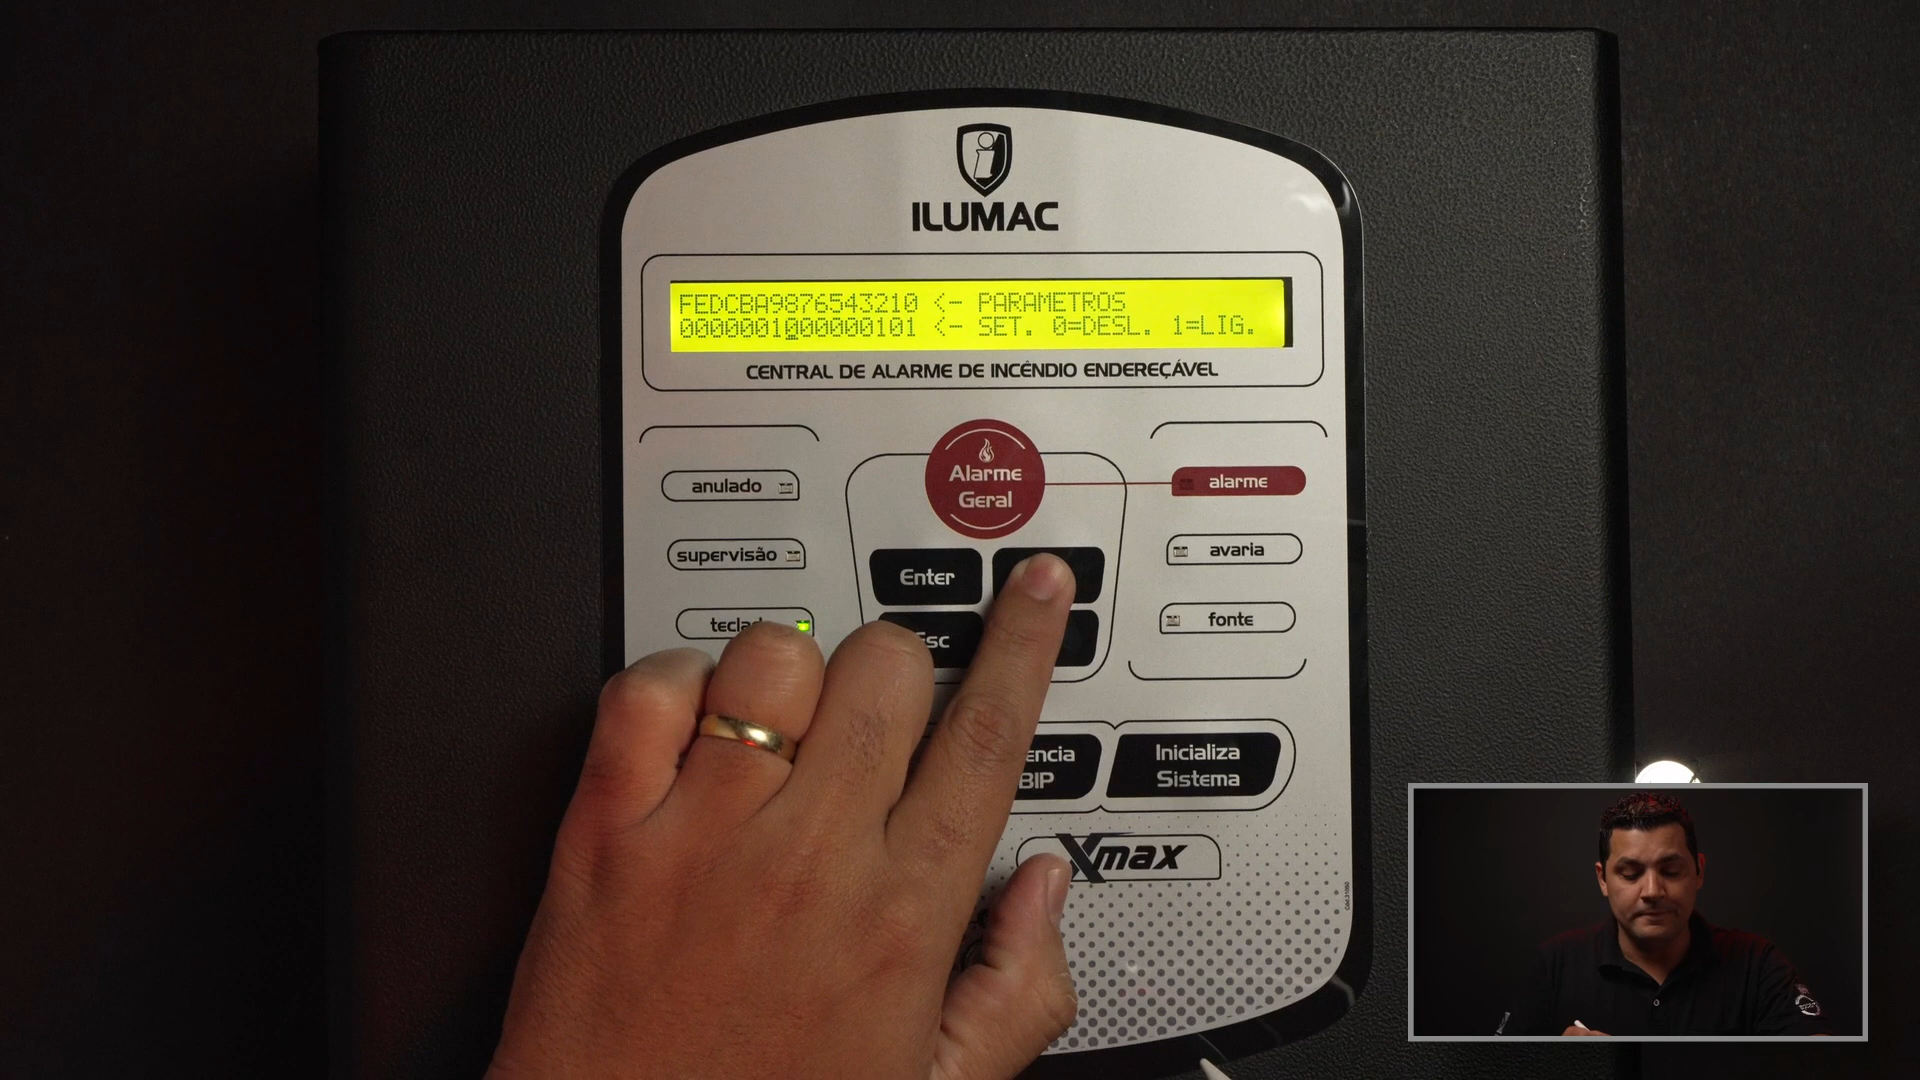 ILUMAC
FEDCBA9876543210 <- PARAMETROS
0000001000000101 <- SET. 0=DESL. 1=LIG.
CENTRAL DE ALARME DE INCÊNDIO ENDEREÇÁVEL
Alarme
Geral
anulado
alarme
supervisão
avaria
Enter
fonte
BIP
Inicializa
Sistema
Xmax